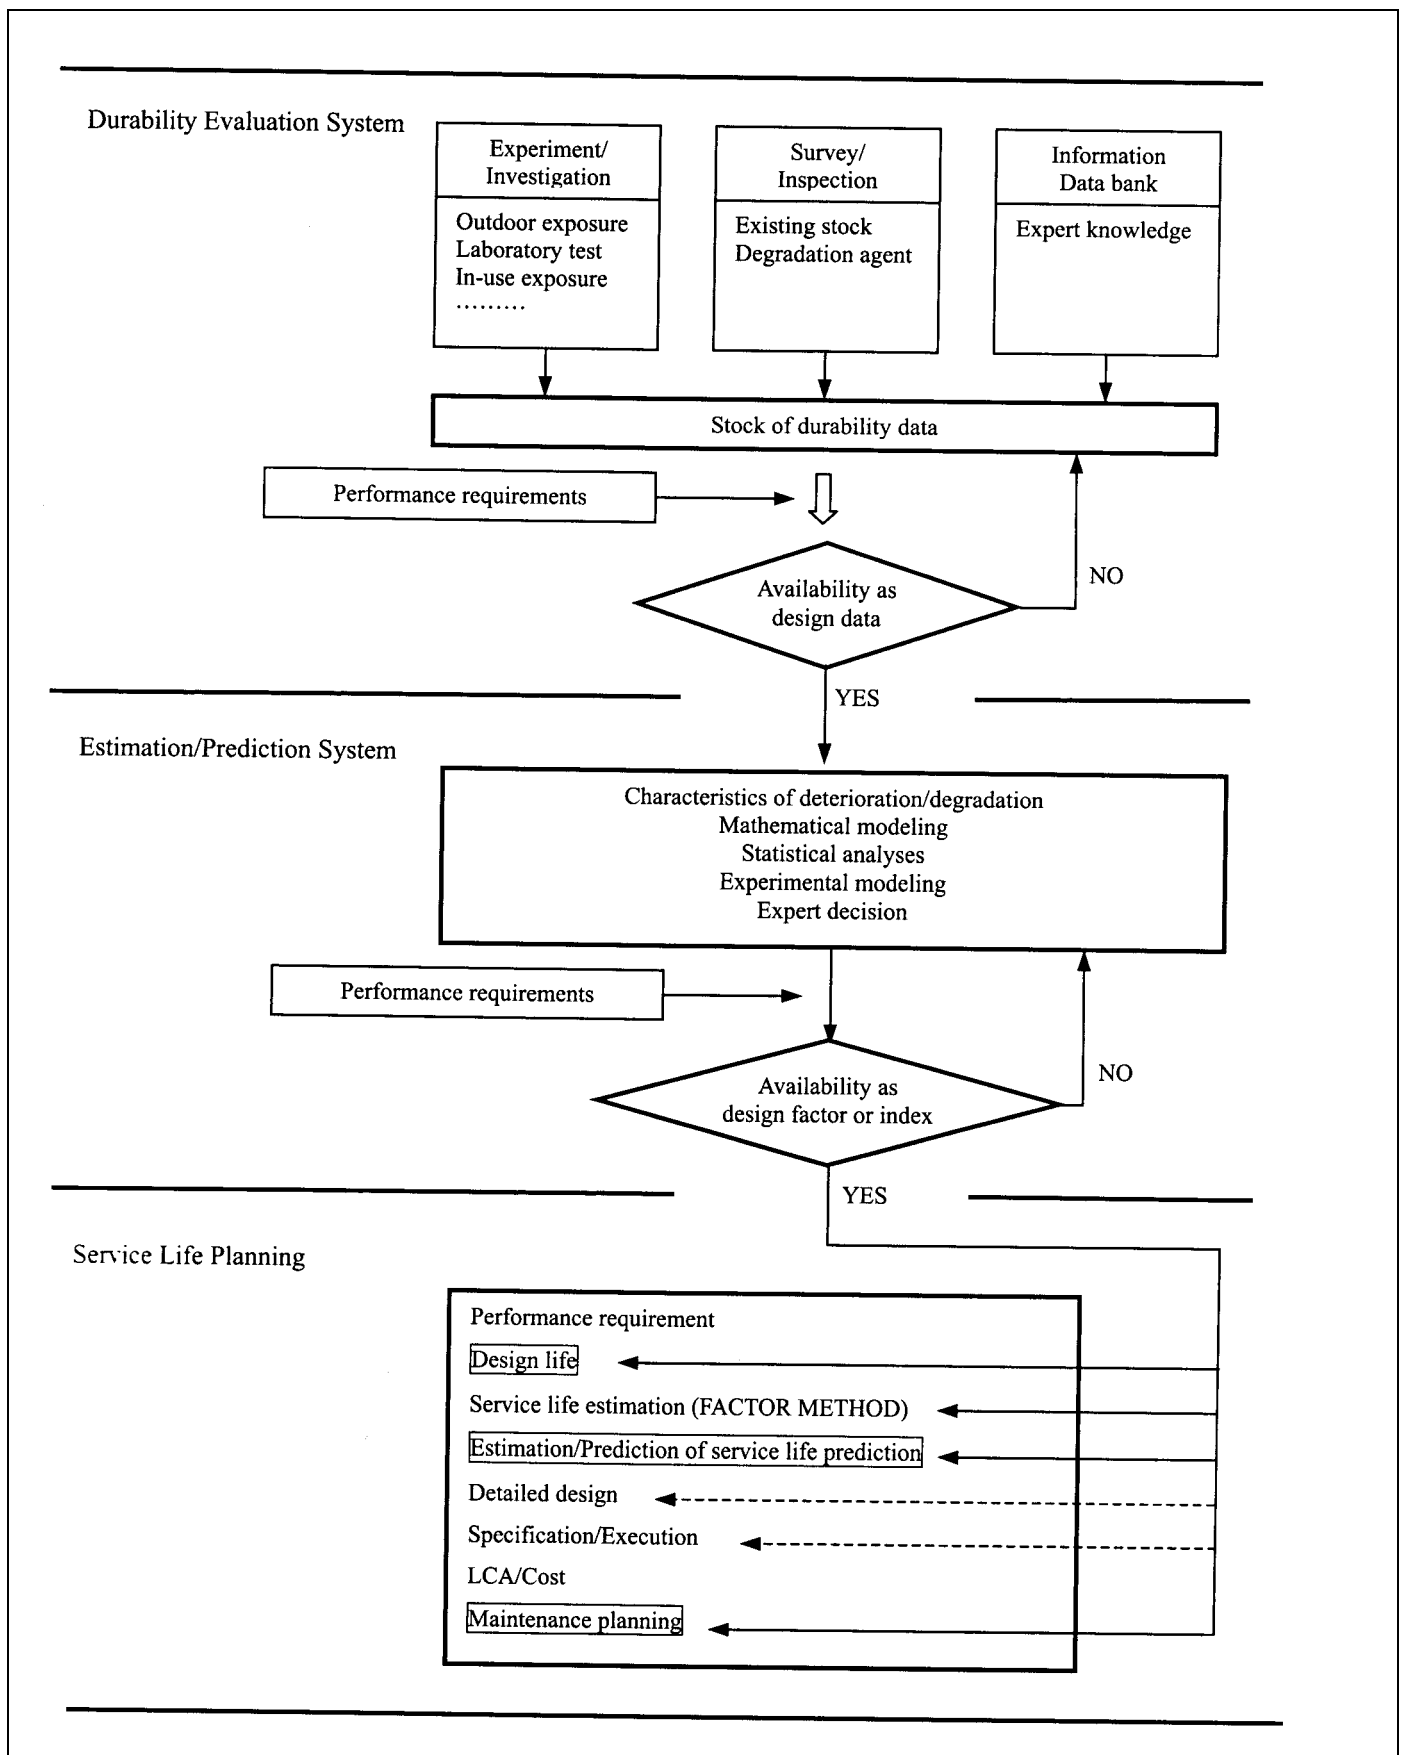 Durability Evaluation System
Experiment/
Investigation
Outdoor exposure
Laboratory test
In-use exposure
.........
Survey/
Inspection
Existing stock
Degradation agent
Information
Data bank
Expert knowledge
Stock of durability data
Performance requirements
Availability as
design data
NO
YES
Estimation/Prediction System
Characteristics of deterioration/degradation
Mathematical modeling
Statistical analyses
Experimental modeling
Expert decision
Performance requirements
Availability as
design factor or index
NO
YES
Service Life Planning
Performance requirement
Design life
Service life estimation (FACTOR METHOD)
Estimation/Prediction of service life prediction
Detailed design
Specification/Execution
LCA/Cost
Maintenance planning